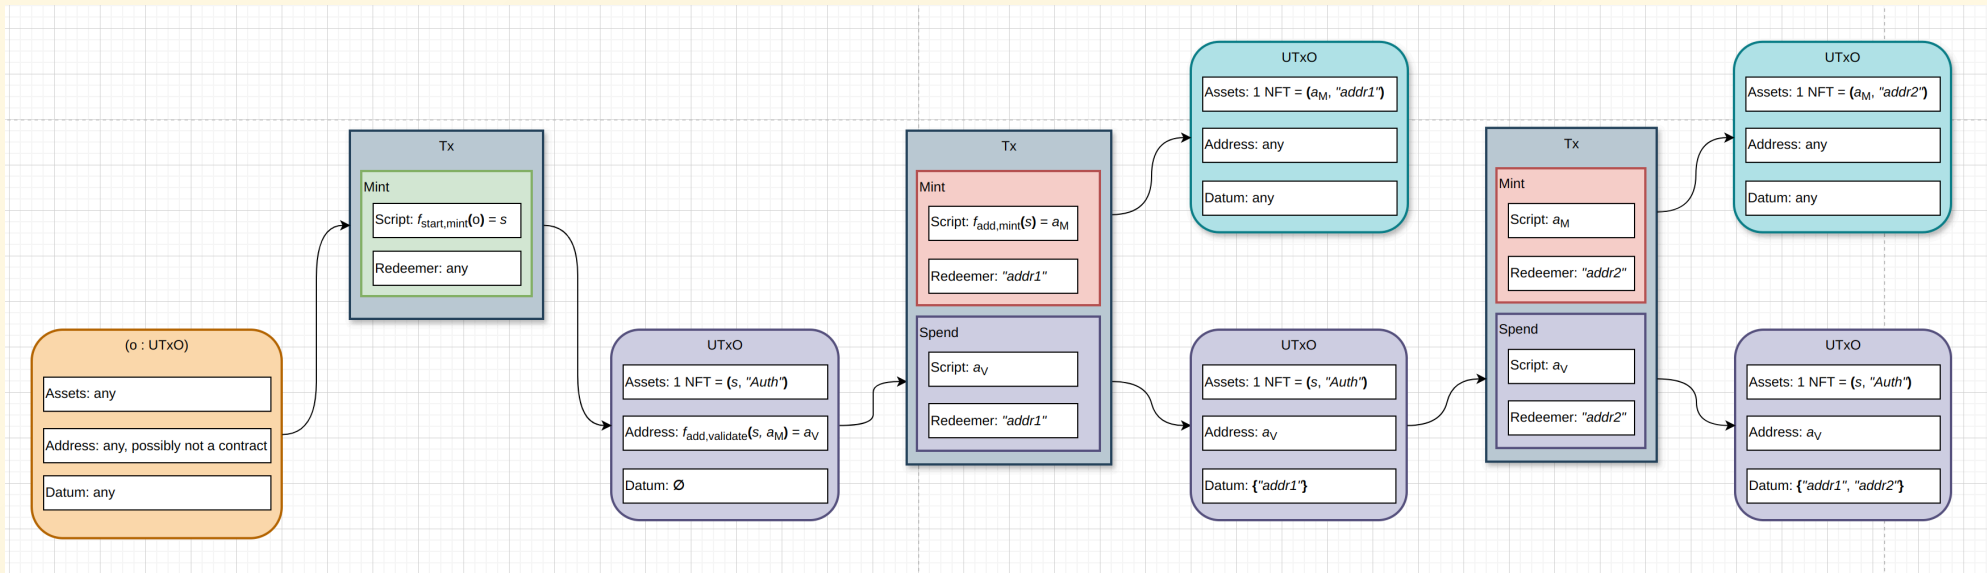 (o : UTxO)
Assets: any
Address: any, possibly not a contract
Datum: any
Tx
Mint
Script: fstart,mint(o) = s
Redeemer: any
UTxO
Assets: 1 NFT = (s, "Auth")
Address: fadd,validate(s, aM) = aV
Datum: ∅
Tx
Mint
Script: fadd,mint(s) = aM
Redeemer: "addr1"
Spend
Script: aV
Redeemer: "addr1"
UTxO
Assets: 1 NFT = (aM, "addr1")
Address: any
Datum: any
UTxO
Assets: 1 NFT = (s, "Auth")
Address: aV
Datum: {"addr1"}
Tx
Mint
Script: aM
Redeemer: "addr2"
Spend
Script: aV
Redeemer: "addr2"
UTxO
Assets: 1 NFT = (aM, "addr2")
Address: any
Datum: any
UTxO
Assets: 1 NFT = (s, "Auth")
Address: aV
Datum: {"addr1", "addr2"}